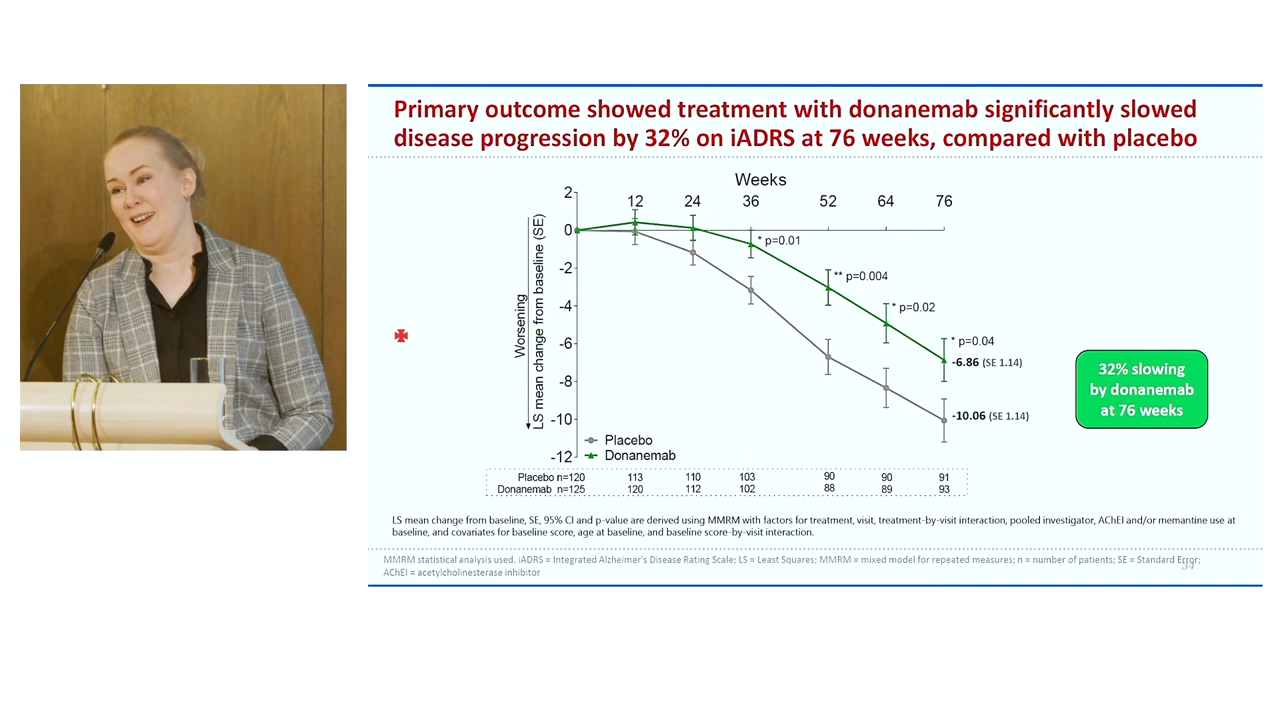 Primary outcome showed treatment with donanemab significantly slowed
disease progression by 32% on iADRS at 76 weeks, compared with placebo
Weeks
12 24 36 52 64 76
2
0
-2
-4
-6
-8
-10
-12
Worsening
LS mean change from baseline (SE)
* p=0.01
** p=0.004
* p=0.02
* p=0.04
-6.86 (SE 1.14)
-10.06 (SE 1.14)
Placebo
Donanemab
32% slowing
by donanemab
at 76 weeks
Placebo n=120 113 110 103 90 90 91
Donanemab n=125 120 112 102 88 89 93
LS mean change from baseline, SE, 95% CI and p-value are derived using MMRM with factors for treatment, visit, treatment-by-visit interaction, pooled investigator, AChEI and/or memantine use at
baseline, and covariates for baseline score, age at baseline, and baseline score-by-visit interaction.
MMRM statistical analysis used. iADRS = Integrated Alzheimer's Disease Rating Scale; LS = Least Squares; MMRM = mixed model for repeated measures; n = number of patients; SE = Standard Error;
AChEI = acetylcholinesterase inhibitor